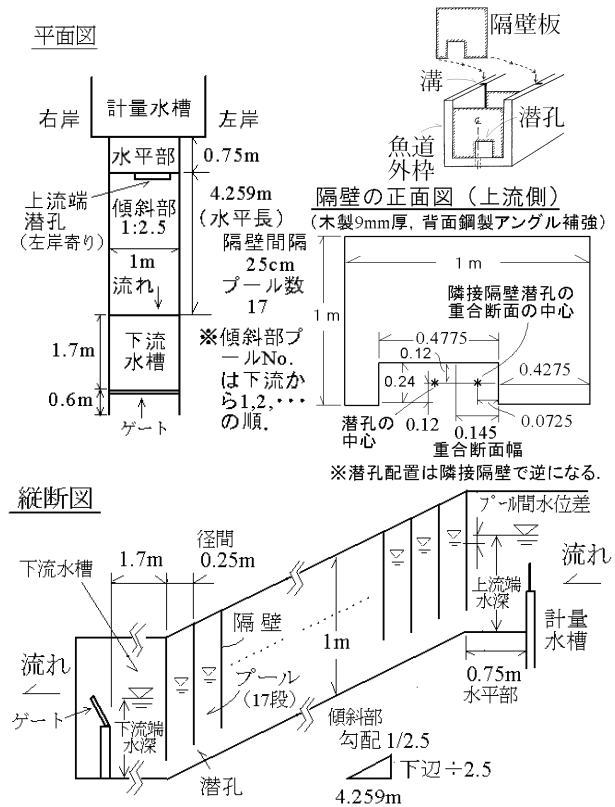 平面図
計量水槽
右岸
左岸
水平部
0.75m
上流端
潜孔
(左岸寄り)
傾斜部
1:2.5
4.259m
(水平長)
隔壁間隔
25cm
プール数
17
1m
流れ
1.7m
下流
水槽
0.6m
ゲート
※傾斜部プ
ールNo.
は下流か
ら1,2,･･･
の順.
隔壁板
溝
潜孔
魚道
外枠
℄
隔壁の正面図（上流側）
(木製9mm厚, 背面鋼製アングル補強)
1m
1m
隣接隔壁潜孔の
重合断面の中心
0.4775
0.12
0.24
0.4275
潜孔の
中心
0.12
0.145
0.0725
重合断面幅
※潜孔配置は隣接隔壁で逆になる.
縦断図
プール間水位差
1.7m
径間
0.25m
下流水槽
流れ
隔壁
上流端
水深
1m
計量
水槽
0.75m
水平部
プール
(17段)
流れ
ゲート
下流端
水深
潜孔
傾斜部
勾配1/2.5
下辺÷2.5
4.259m